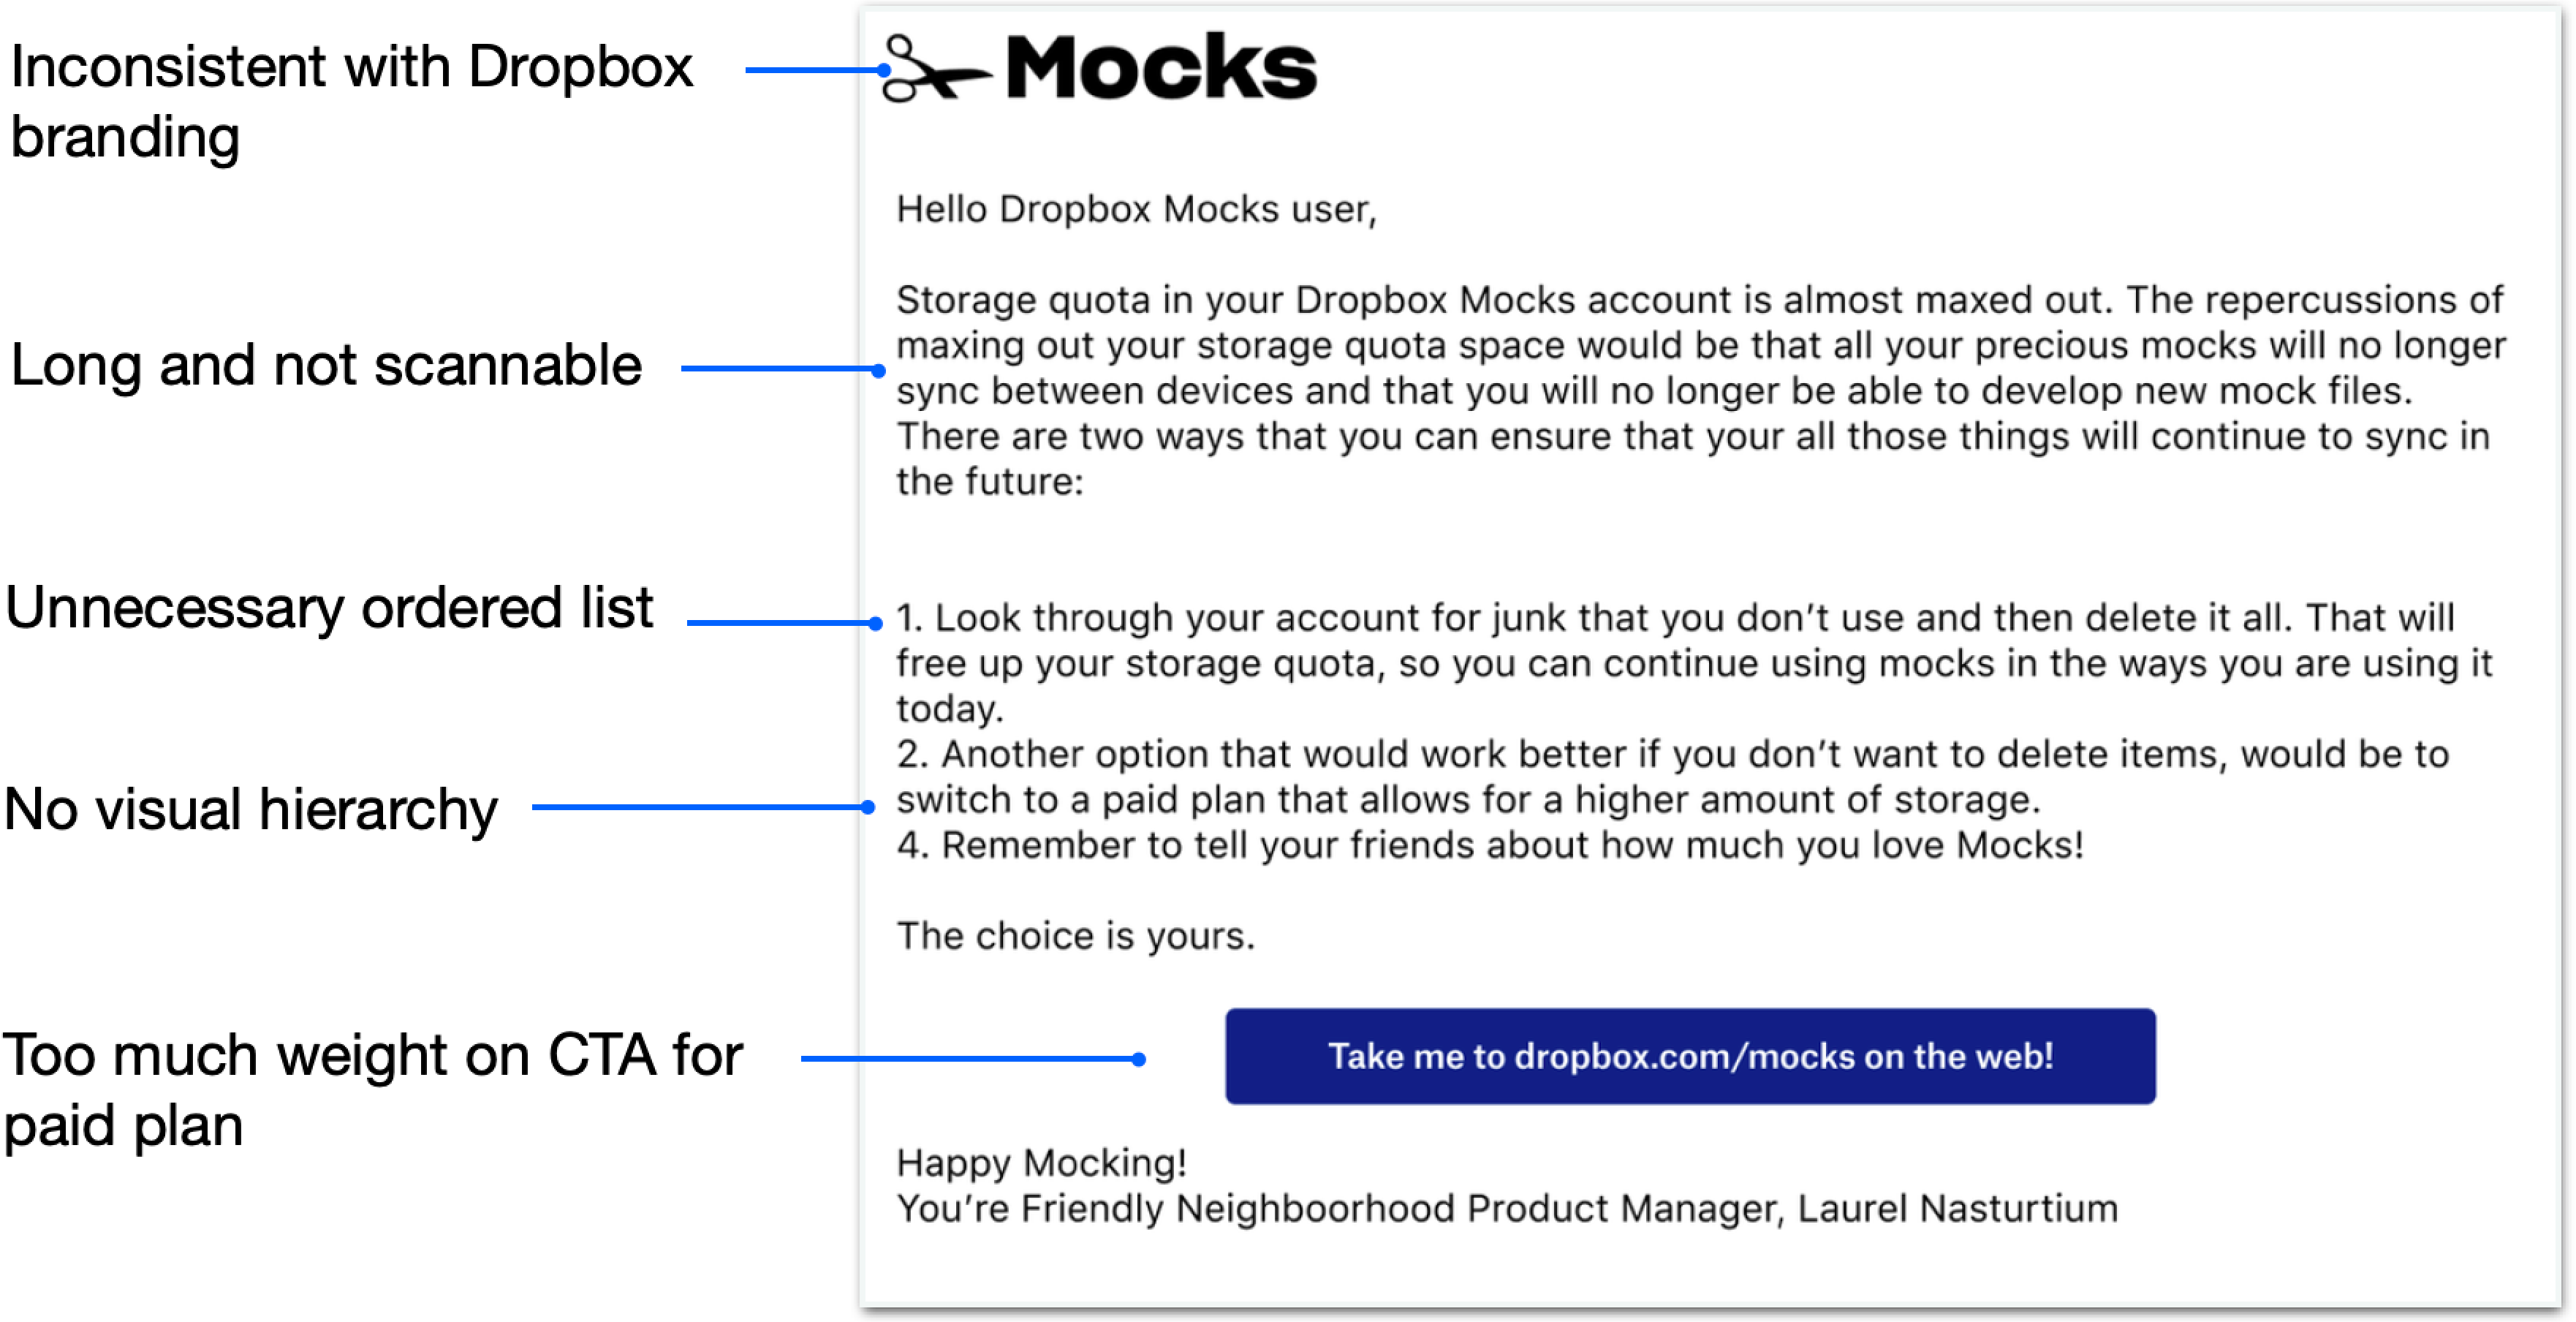 Inconsistent with Dropbox
branding
Long and not scannable
Unnecessary ordered list
No visual hierarchy
Too much weight on CTA for
paid plan
Mocks
Hello Dropbox Mocks user,
Storage quota in your Dropbox Mocks account is almost maxed out. The repercussions of
maxing out your storage quota space would be that all your precious mocks will no longer
sync between devices and that you will no longer be able to develop new mock files.
There are two ways that you can ensure that your all those things will continue to sync in
the future:
1. Look through your account for junk that you don’t use and then delete it all. That will
free up your storage quota, so you can continue using mocks in the ways you are using it
today.
2. Another option that would work better if you don’t want to delete items, would be to
switch to a paid plan that allows for a higher amount of storage.
4. Remember to tell your friends about how much you love Mocks!
The choice is yours.
Take me to dropbox.com/mocks on the web!
Happy Mocking!
You’re Friendly Neighboorhood Product Manager, Laurel Nasturtium